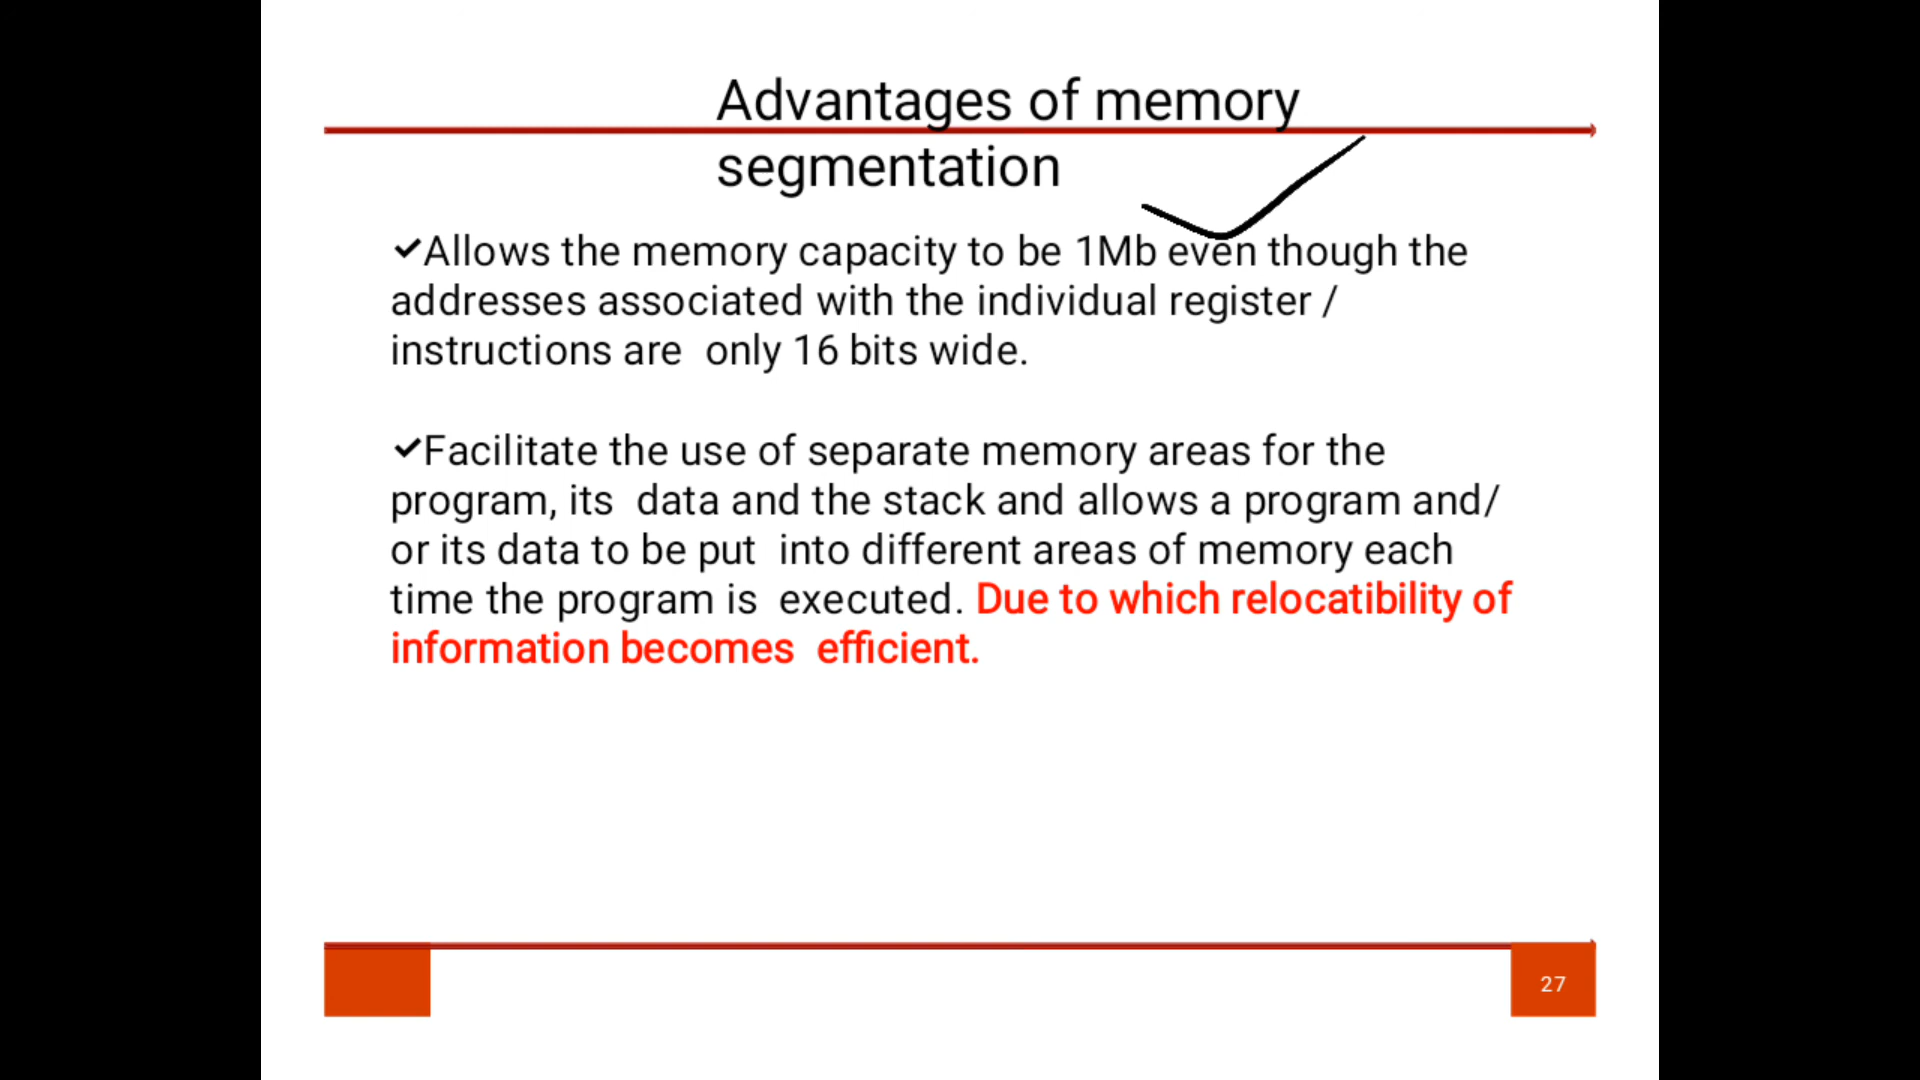 Advantages of memory
segmentation
✓Allows the memory capacity to be 1Mb even though the
addresses associated with the individual register /
instructions are only 16 bits wide.
✓Facilitate the use of separate memory areas for the
program, its data and the stack and allows a program and/
or its data to be put into different areas of memory each
time the program is executed. Due to which relocatibility of
information becomes efficient.
27